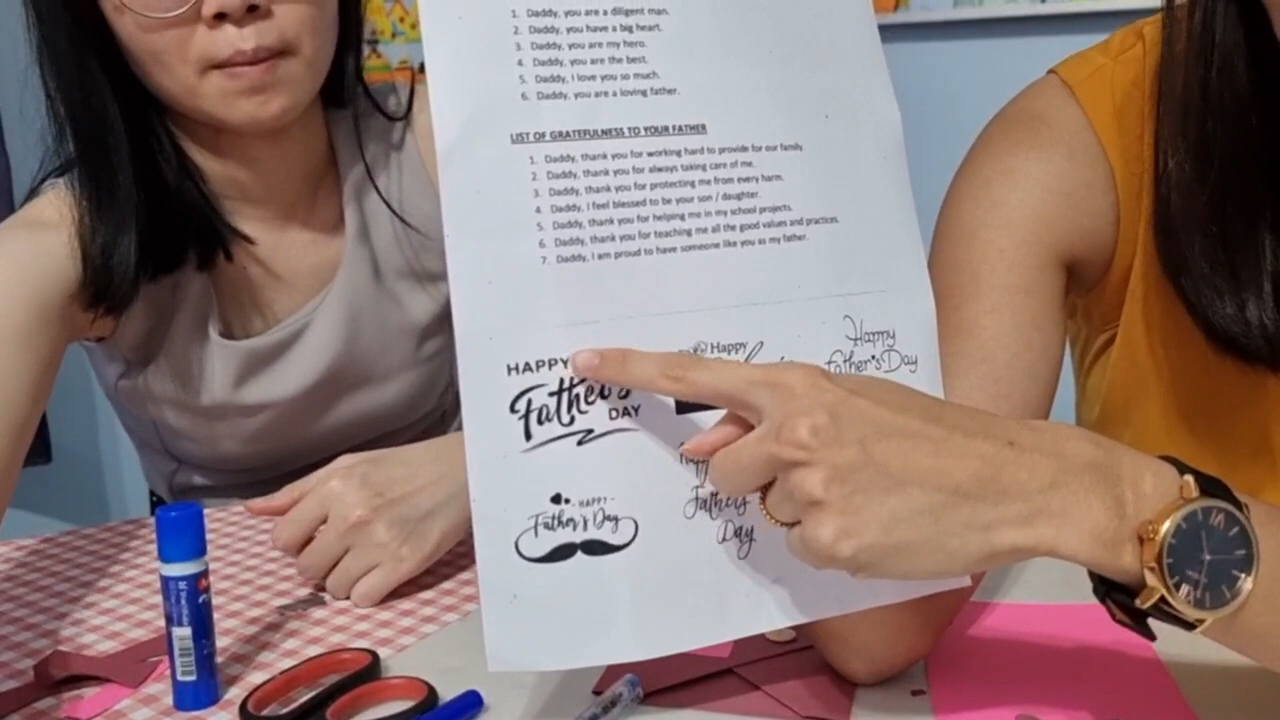 1. Daddy, you are a diligent man.
2. Daddy, you have a big heart.
3. Daddy, you are my hero.
4. Daddy, you are the best.
5. Daddy, I love you so much.
6. Daddy, you are a loving father.
LIST OF GRATEFULNESS TO YOUR FATHER
1. Daddy, thank you for working hard to provide for our family.
2. Daddy, thank you for always taking care of me.
3. Daddy, thank you for protecting me from every harm.
4. Daddy, I feel blessed to be your son / daughter.
5. Daddy, thank you for helping me in my school projects.
6. Daddy, thank you for teaching me all the good values and practices.
7. Daddy, I am proud to have someone like you as my father.
HAPPY
Father's
DAY
Happy
Happy
Father's Day
- HAPPY -
Father's Day
Happy
Fathers
Day